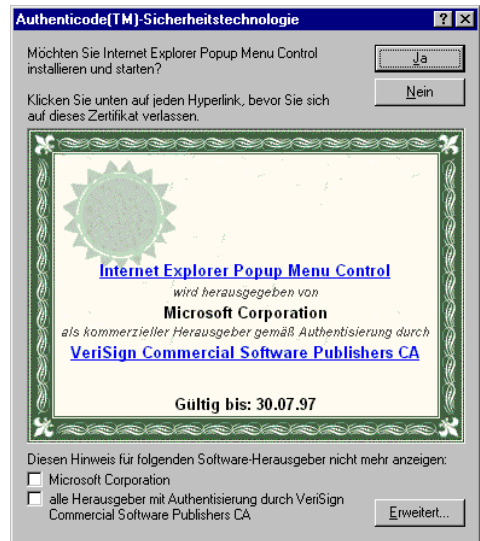 Authenticode(TM)-Sicherheitstechnologie
Möchten Sie Internet Explorer Popup Menu Control
installieren und starten?
Ja
Nein
Klicken Sie unten auf jeden Hyperlink, bevor Sie sich
auf dieses Zertifikat verlassen.
Internet Explorer Popup Menu Control
wird herausgegeben von
Microsoft Corporation
als kommerzieller Herausgeber gemäß Authentisierung durch
VeriSign Commercial Software Publishers CA
Gültig bis: 30.07.97
Diesen Hinweis für folgenden Software-Herausgeber nicht mehr anzeigen:
Microsoft Corporation
alle Herausgeber mit Authentisierung durch VeriSign
Commercial Software Publishers CA
Erweitert...